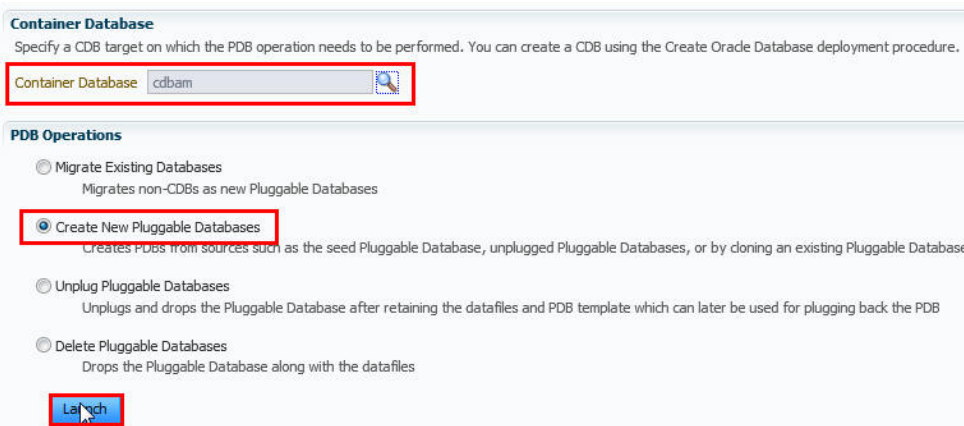 Container Database
Specify a CDB target on which the PDB operation needs to be performed. You can create a CDB using the Create Oracle Database deployment procedure.
Container Database cdbam
PDB Operations
Migrate Existing Databases
Migrates non-CDBs as new Pluggable Databases
Create New Pluggable Databases
Creates PDBs from sources such as the seed Pluggable Database, unplugged Pluggable Databases, or by cloning an existing Pluggable Database
Unplug Pluggable Databases
Unplugs and drops the Pluggable Database after retaining the datafiles and PDB template which can later be used for plugging back the PDB
Delete Pluggable Databases
Drops the Pluggable Database along with the datafiles
Launch